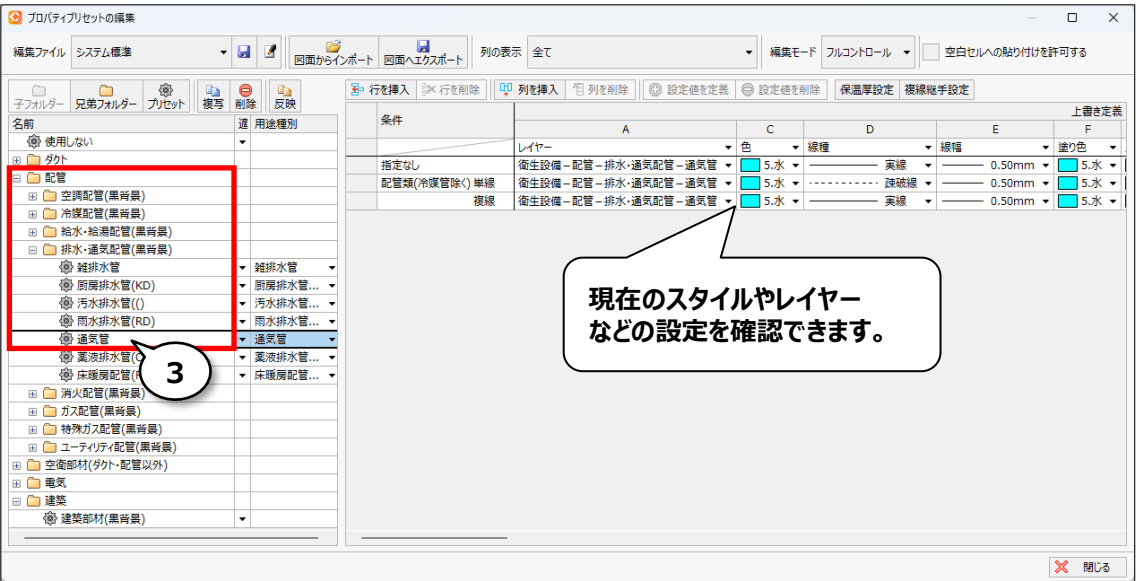 プロパティプリセットの編集
編集ファイル システム標準 図面からインポート 図面へエクスポート 列の表示 全て 編集モード フルコントロール 空白セルへの貼り付けを許可する
子フォルダー 兄弟フォルダー プリセット 複写 削除 反映
行を挿入 行を削除 列を挿入 列を削除 設定値を定義 設定値を削除 保温厚設定 複線継手設定
名前 適 用途種別
使用しない
ダクト
配管
空調配管(黒背景)
冷媒配管(黒背景)
給水・給湯配管(黒背景)
排水・通気配管(黒背景)
雑排水管 雑排水管
厨房排水管(KD) 厨房排水管...
汚水排水管(() 汚水排水管...
雨水排水管(RD) 雨水排水管...
通気管 通気管
薬液排水管( 薬液排水管...
床暖房配管( 床暖房配管...
消火配管(黒背景)
ガス配管(黒背景)
特殊ガス配管(黒背景)
ユーティリティ配管(黒背景)
空衛部材(ダクト・配管以外)
電気
建築
建築部材(黒背景)
3
条件 上書き定義
A C D E F
レイヤー 色 線種 線幅 塗り色
指定なし 衛生設備−配管−排水・通気配管−通気管 5.水 実線 0.50mm 5.水
配管類(冷媒管除く) 単線 衛生設備−配管−排水・通気配管−通気管 5.水 疎破線 0.50mm 5.水
複線 衛生設備−配管−排水・通気配管−通気管 5.水 実線 0.50mm 5.水
現在のスタイルやレイヤー
などの設定を確認できます。
閉じる